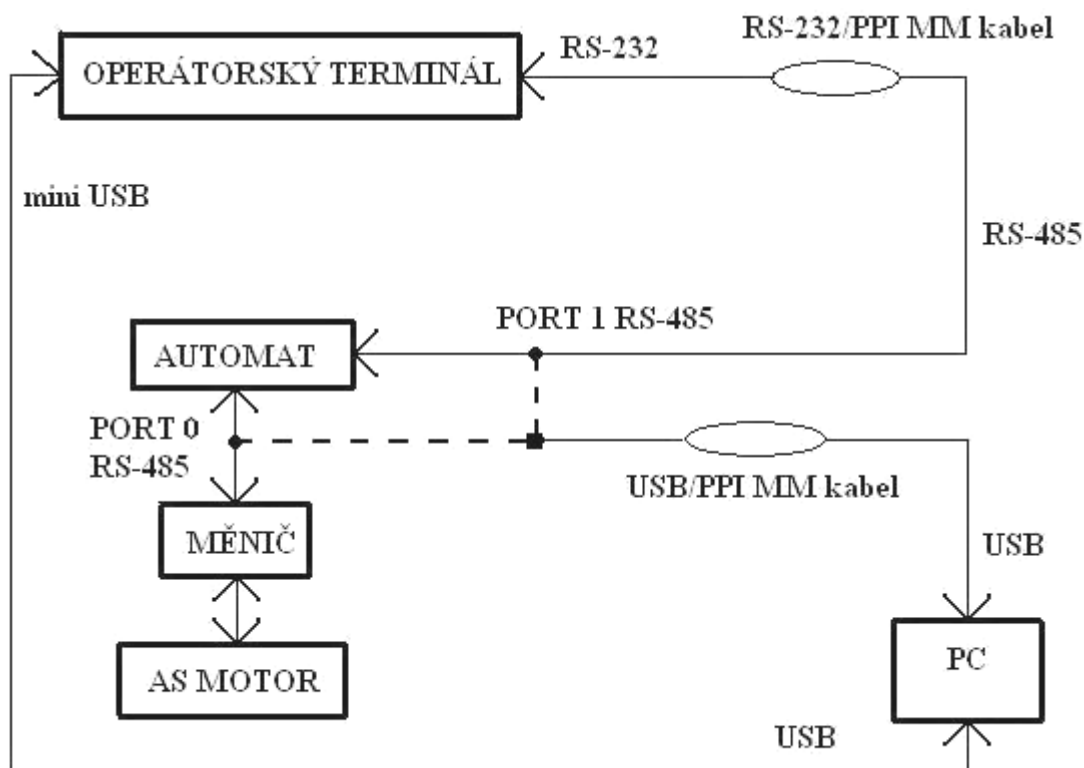 RS-232/PPI MM kabel
RS-232
OPERÁTORSKÝ TERMINÁL
mini USB
RS-485
PORT 1 RS-485
AUTOMAT
PORT 0
RS-485
USB/PPI MM kabel
MĚNIČ
USB
AS MOTOR
PC
USB